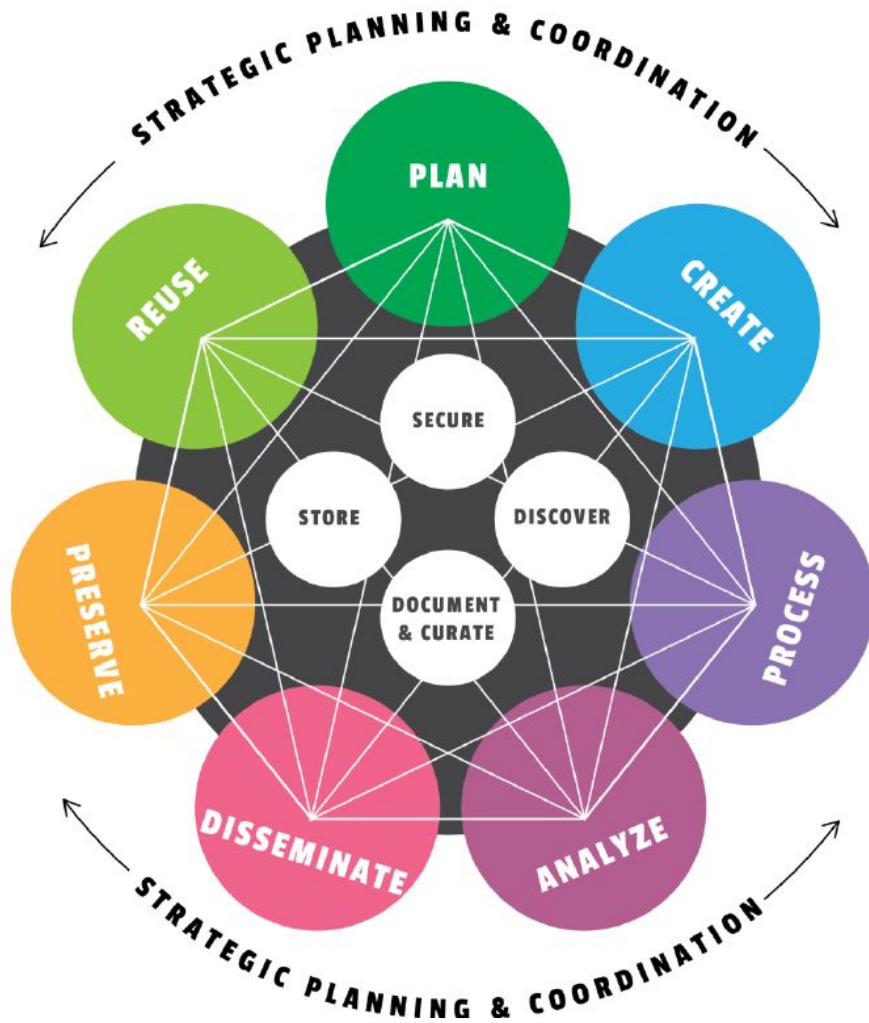 STRATEGIC PLANNING & COORDINATION
PLAN
CREATE
PROCESS
ANALYZE
DISSEMINATE
PRESERVE
REUSE
SECURE
STORE
DISCOVER
DOCUMENT
& CURATE
STRATEGIC PLANNING & COORDINATION